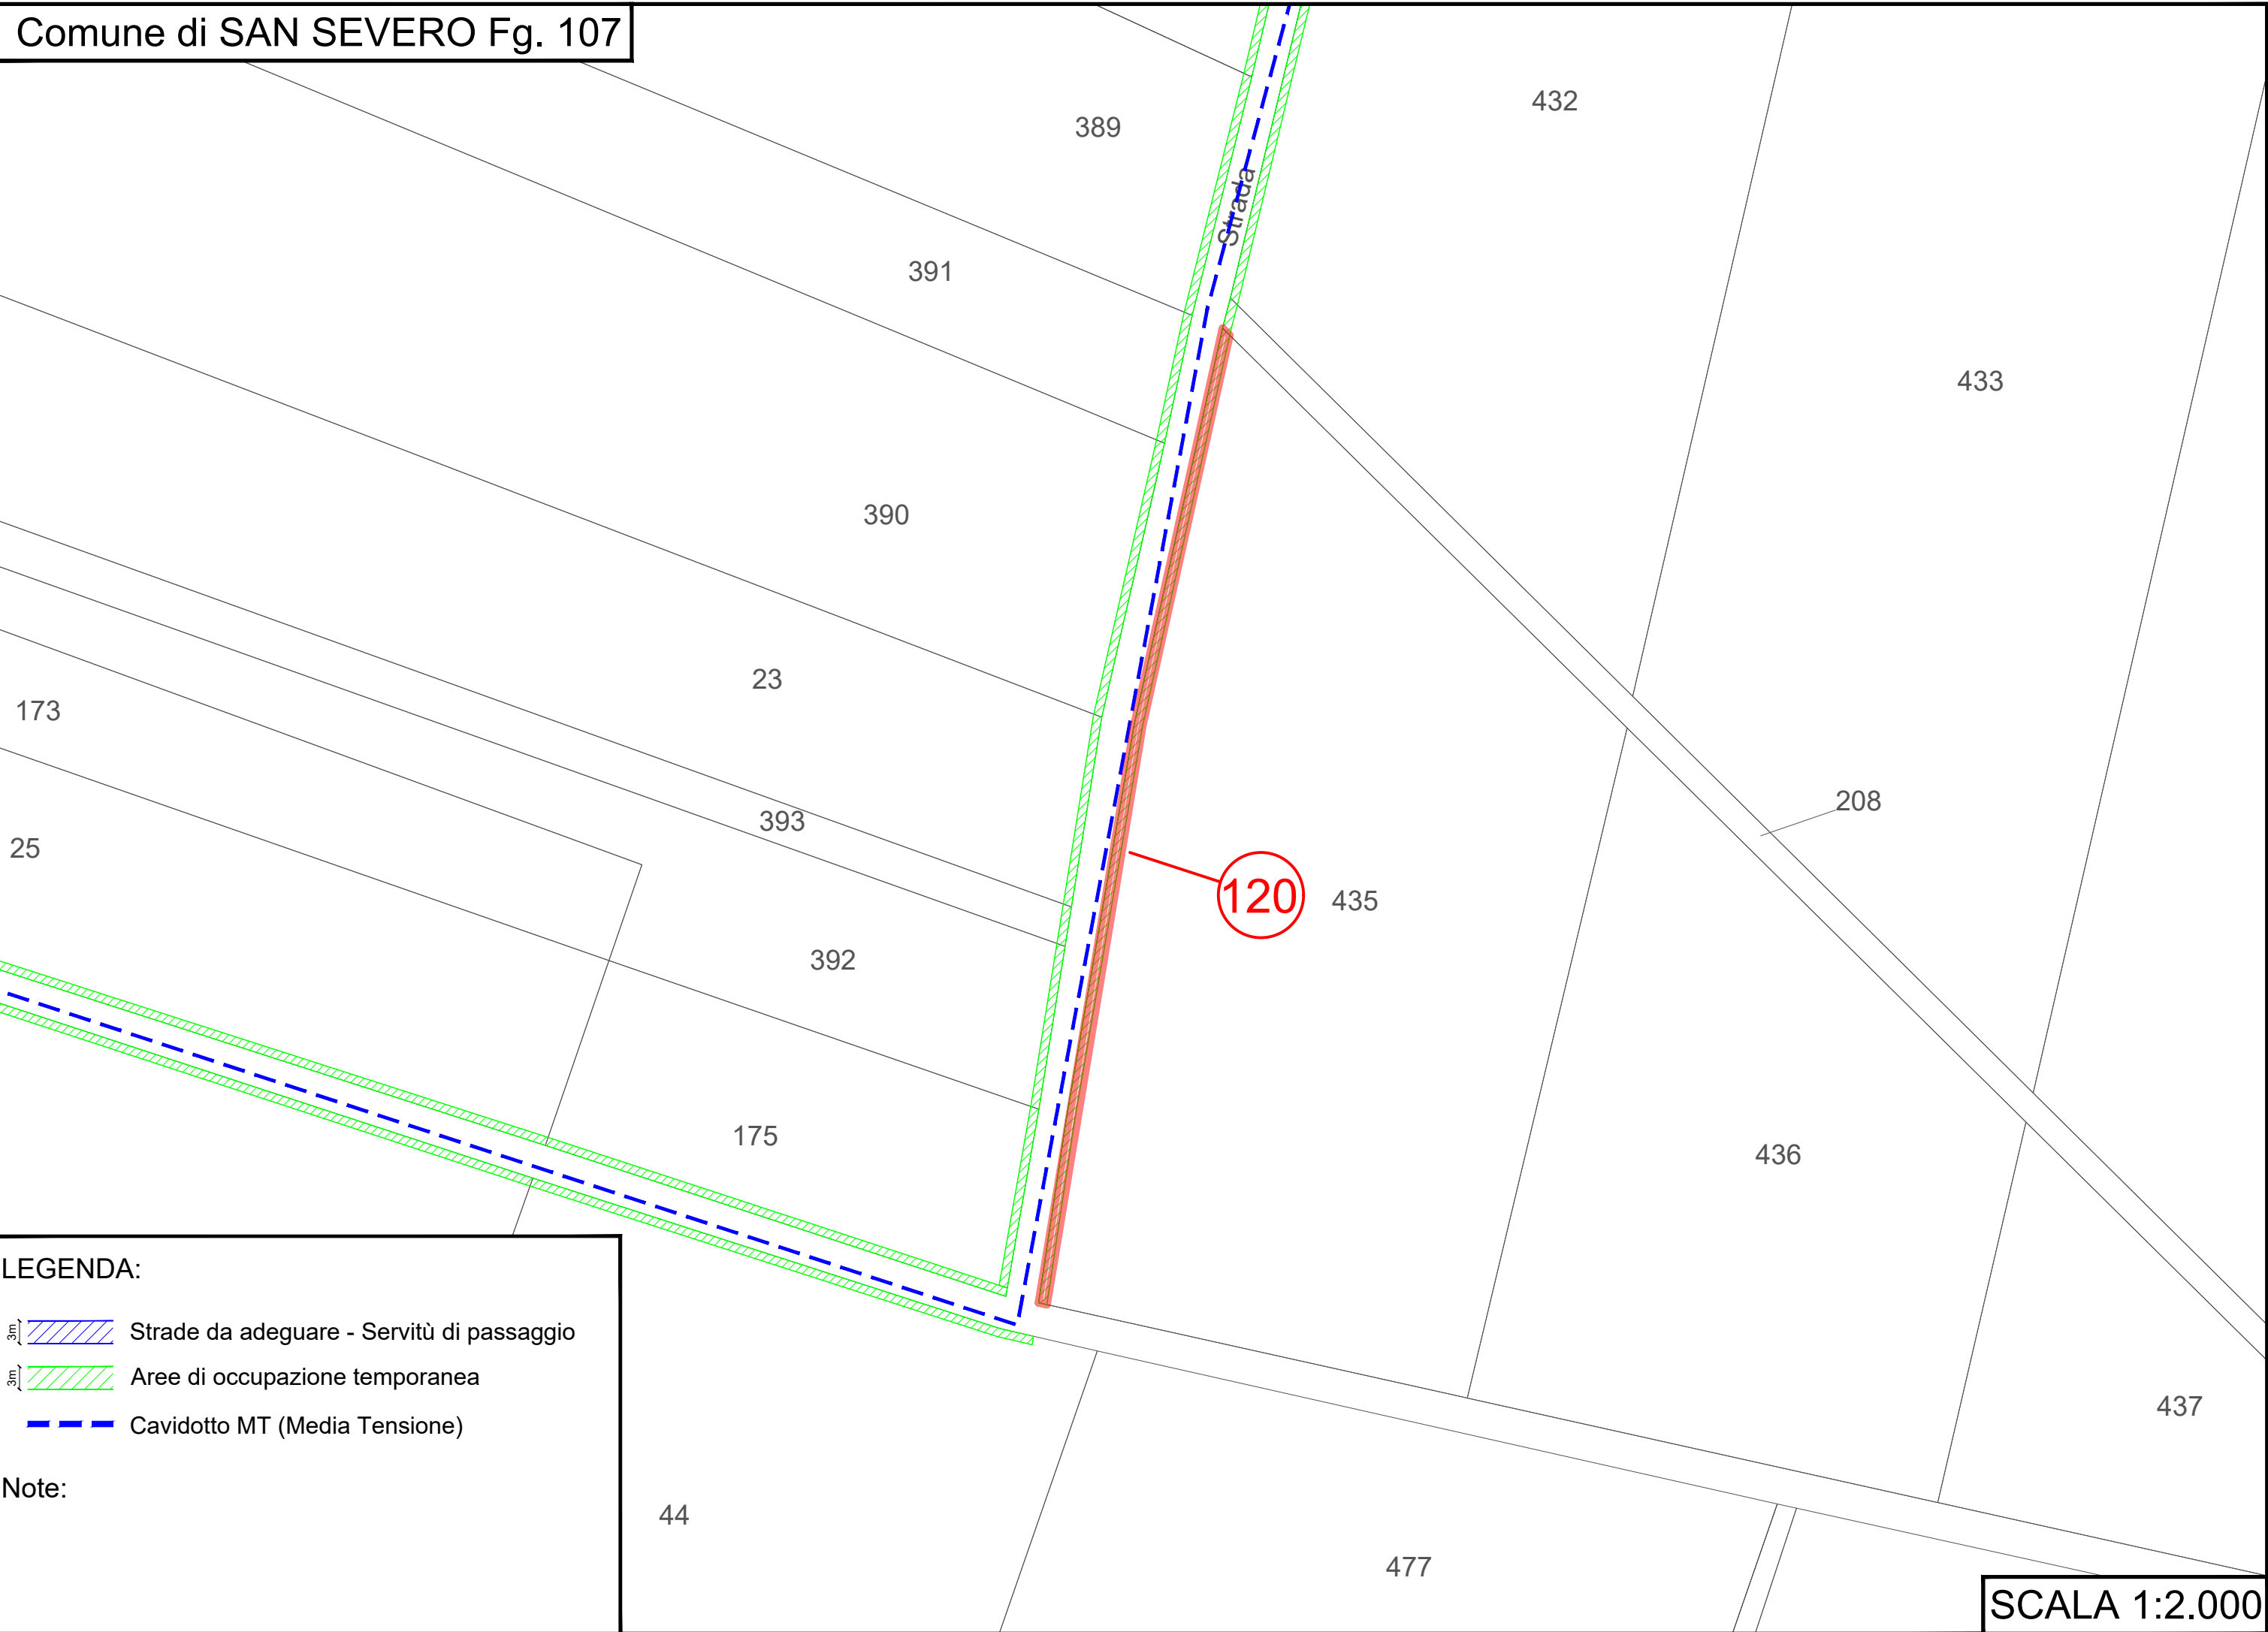 Comune di SAN SEVERO Fg. 107
432
389
Strada
391
433
390
23
173
208
393
25
120
435
392
175
436
437
44
477
LEGENDA:
3m Strade da adeguare - Servitù di passaggio
3m Aree di occupazione temporanea
Cavidotto MT (Media Tensione)
Note:
SCALA 1:2.000